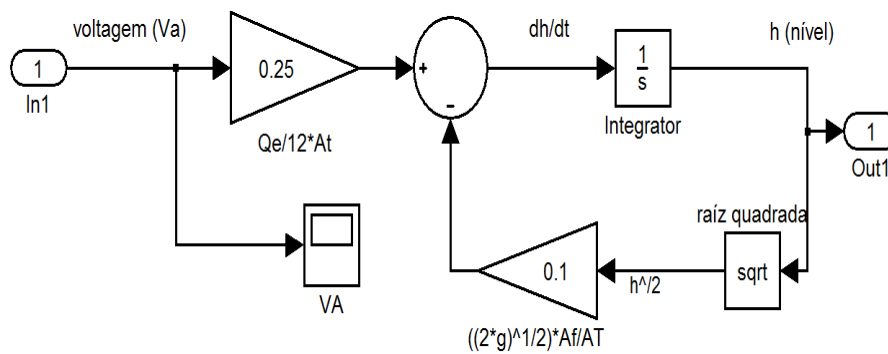 voltagem (Va)
dh/dt
h (nível)
1
In1
0.25
+
-
1
s
Integrator
1
Out1
Qe/12*At
raíz quadrada
VA
0.1
h^/2
sqrt
((2*g)^1/2)*Af/AT